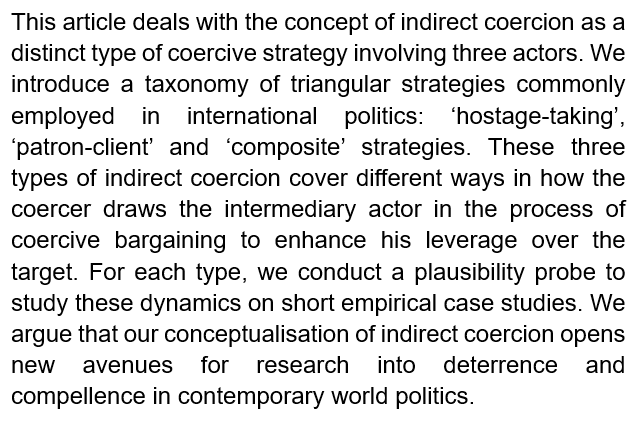 This article deals with the concept of indirect coercion as a
distinct type of coercive strategy involving three actors. We
introduce a taxonomy of triangular strategies commonly
employed in international politics: ‘hostage-taking’,
‘patron-client’ and ‘composite’ strategies. These three
types of indirect coercion cover different ways in how the
coercer draws the intermediary actor in the process of
coercive bargaining to enhance his leverage over the
target. For each type, we conduct a plausibility probe to
study these dynamics on short empirical case studies. We
argue that our conceptualisation of indirect coercion opens
new avenues for research into deterrence and
compellence in contemporary world politics.